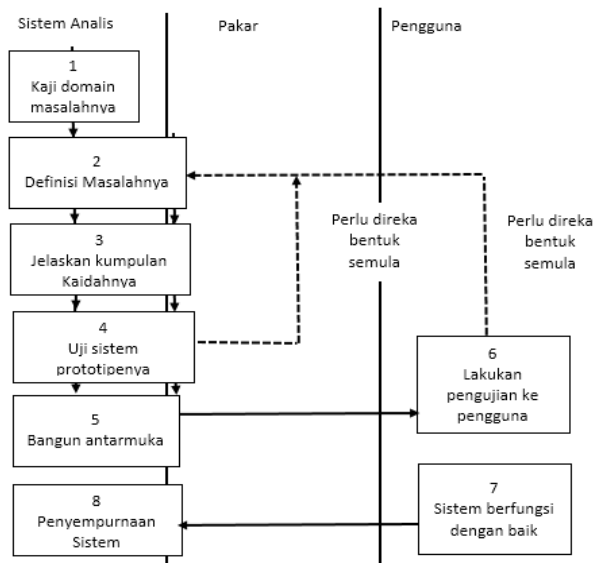 Sistem Analis
Pakar
Pengguna
1
Kaji domain
masalahnya
2
Definisi Masalahnya
3
Jelaskan kumpulan
Kaidahnya
4
Uji sistem
prototipenya
5
Bangun antarmuka
Perlu direka
bentuk
semula
Perlu direka
bentuk
semula
6
Lakukan
pengujian ke
pengguna
7
Sistem berfungsi
dengan baik
8
Penyempurnaan
Sistem